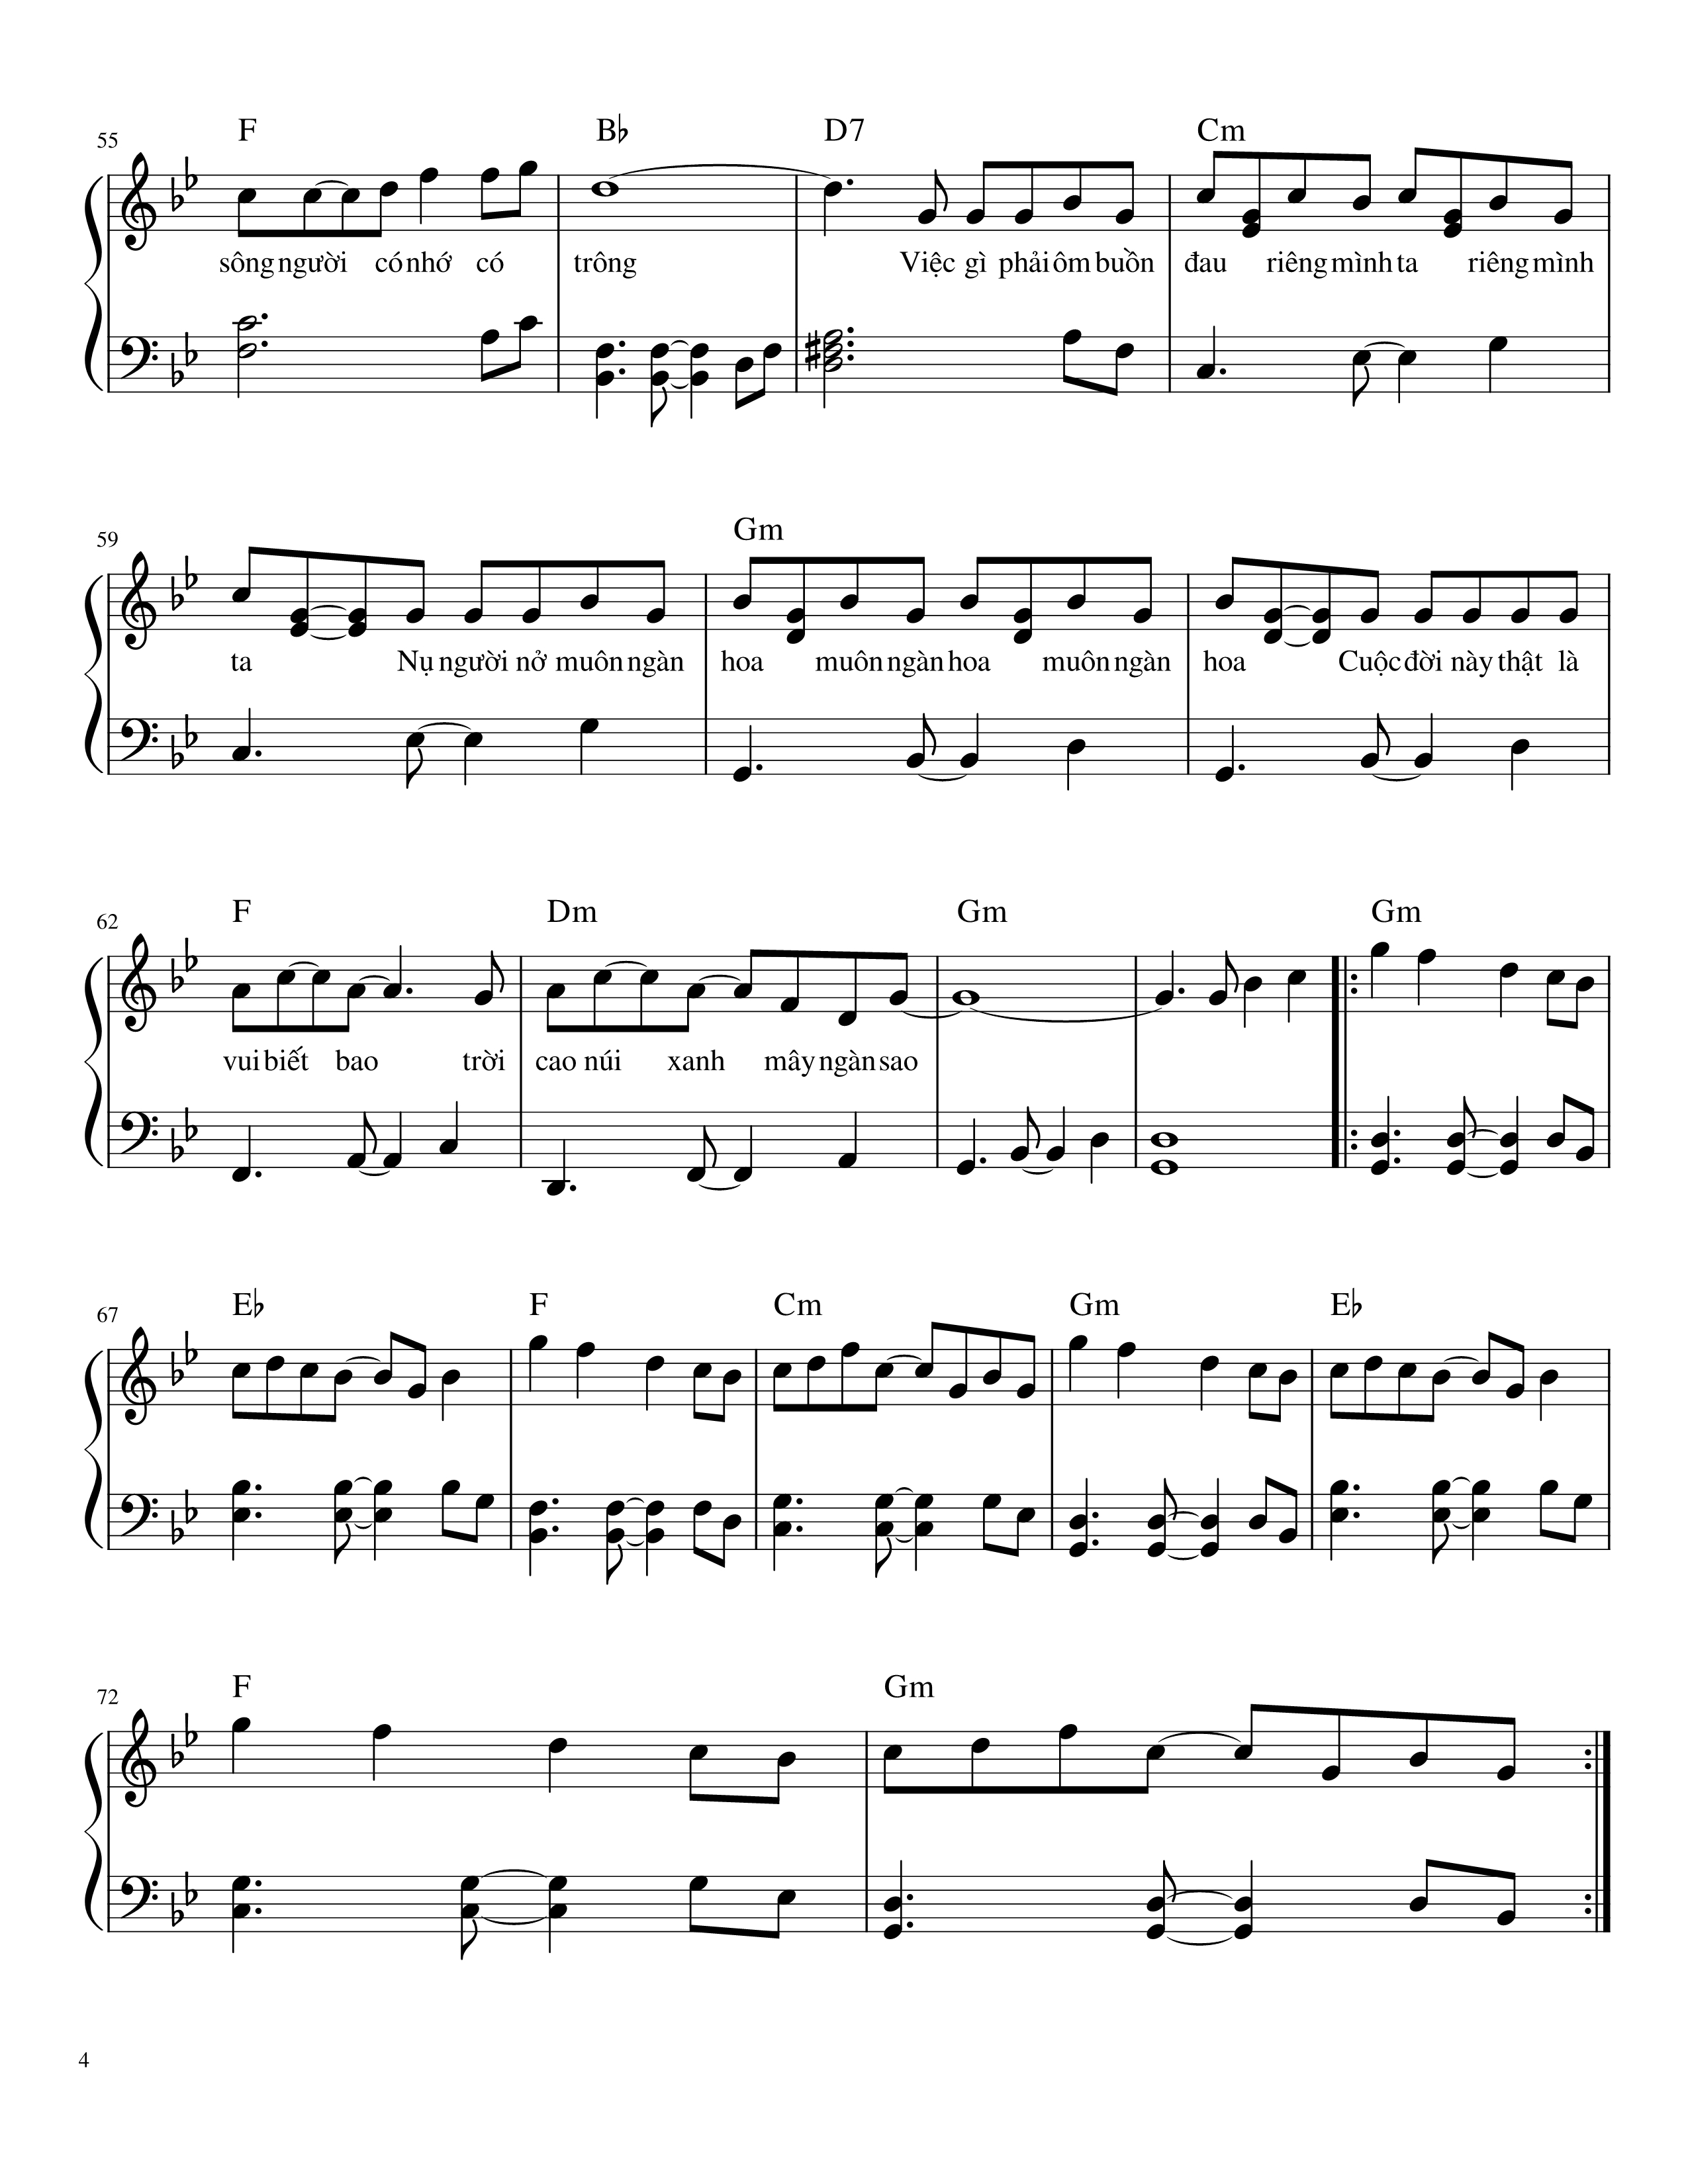 55 F B♭ D7 Cm
sông người có nhớ có trông Việc gì phải ôm buồn đau riêng mình ta riêng mình
59 Gm
ta Nụ người nở muôn ngàn hoa muôn ngàn hoa muôn ngàn hoa Cuộc đời này thật là
62 F Dm Gm Gm
vui biết bao trời cao núi xanh mây ngàn sao
67 E♭ F Cm Gm E♭
72 F Gm
4